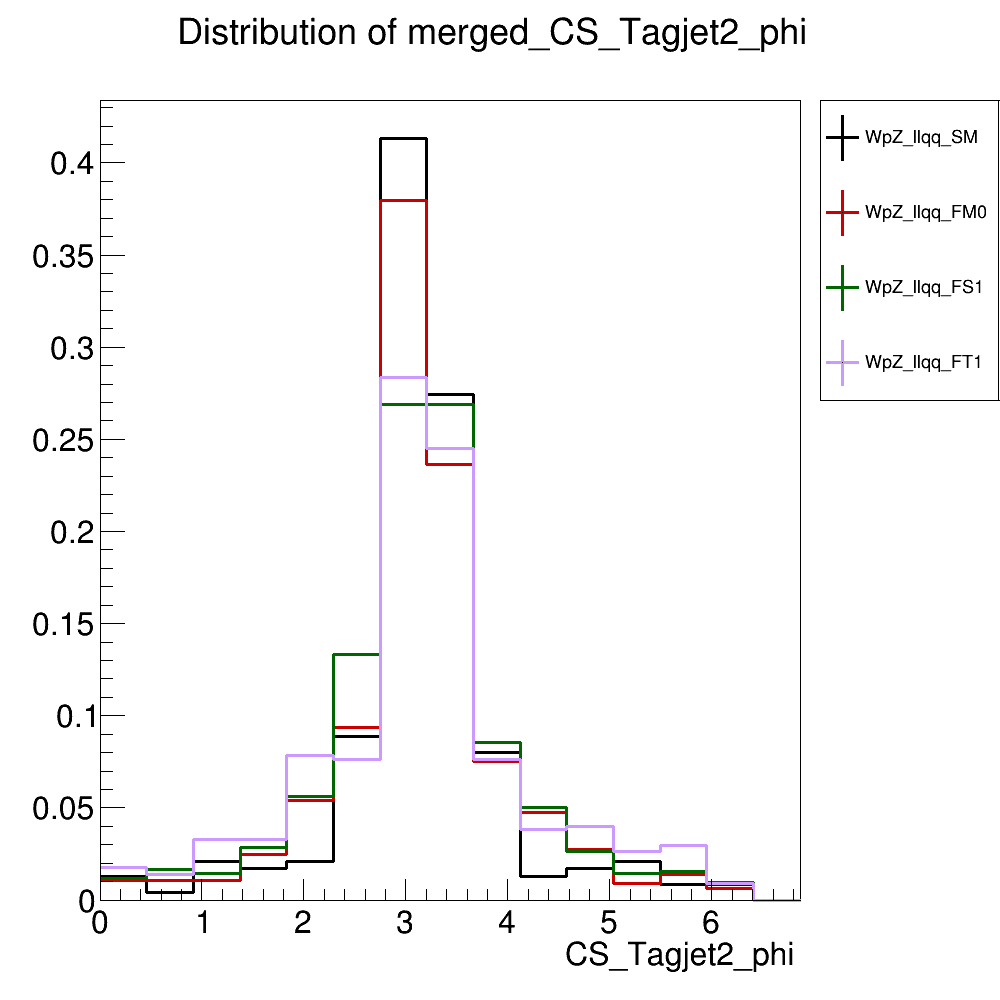 Distribution of merged_CS_Tagjet2_phi
0.4
0.35
0.3
0.25
0.2
0.15
0.1
0.05
0
0 1 2 3 4 5 6
CS_Tagjet2_phi
WpZ_llqq_SM
WpZ_llqq_FM0
WpZ_llqq_FS1
WpZ_llqq_FT1